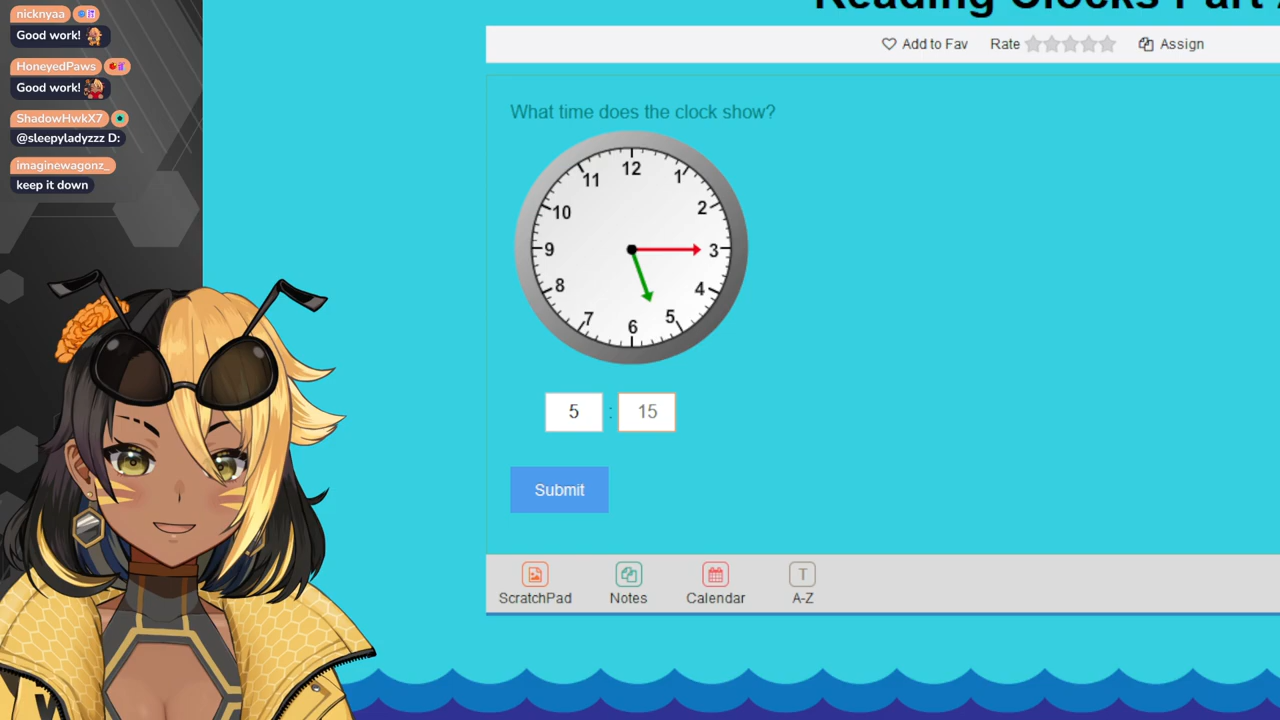 nicknyaa
Good work!
HoneyedPaws
Good work!
ShadowHwkX7
@sleepyladyzzz D:
imaginewagonz_
keep it down
Reading Clocks Part
Add to Fav Rate Assign
What time does the clock show?
12
11 1
10 2
9 3
8 4
7 5
6
5 : 15
Submit
T
ScratchPad Notes Calendar A-Z